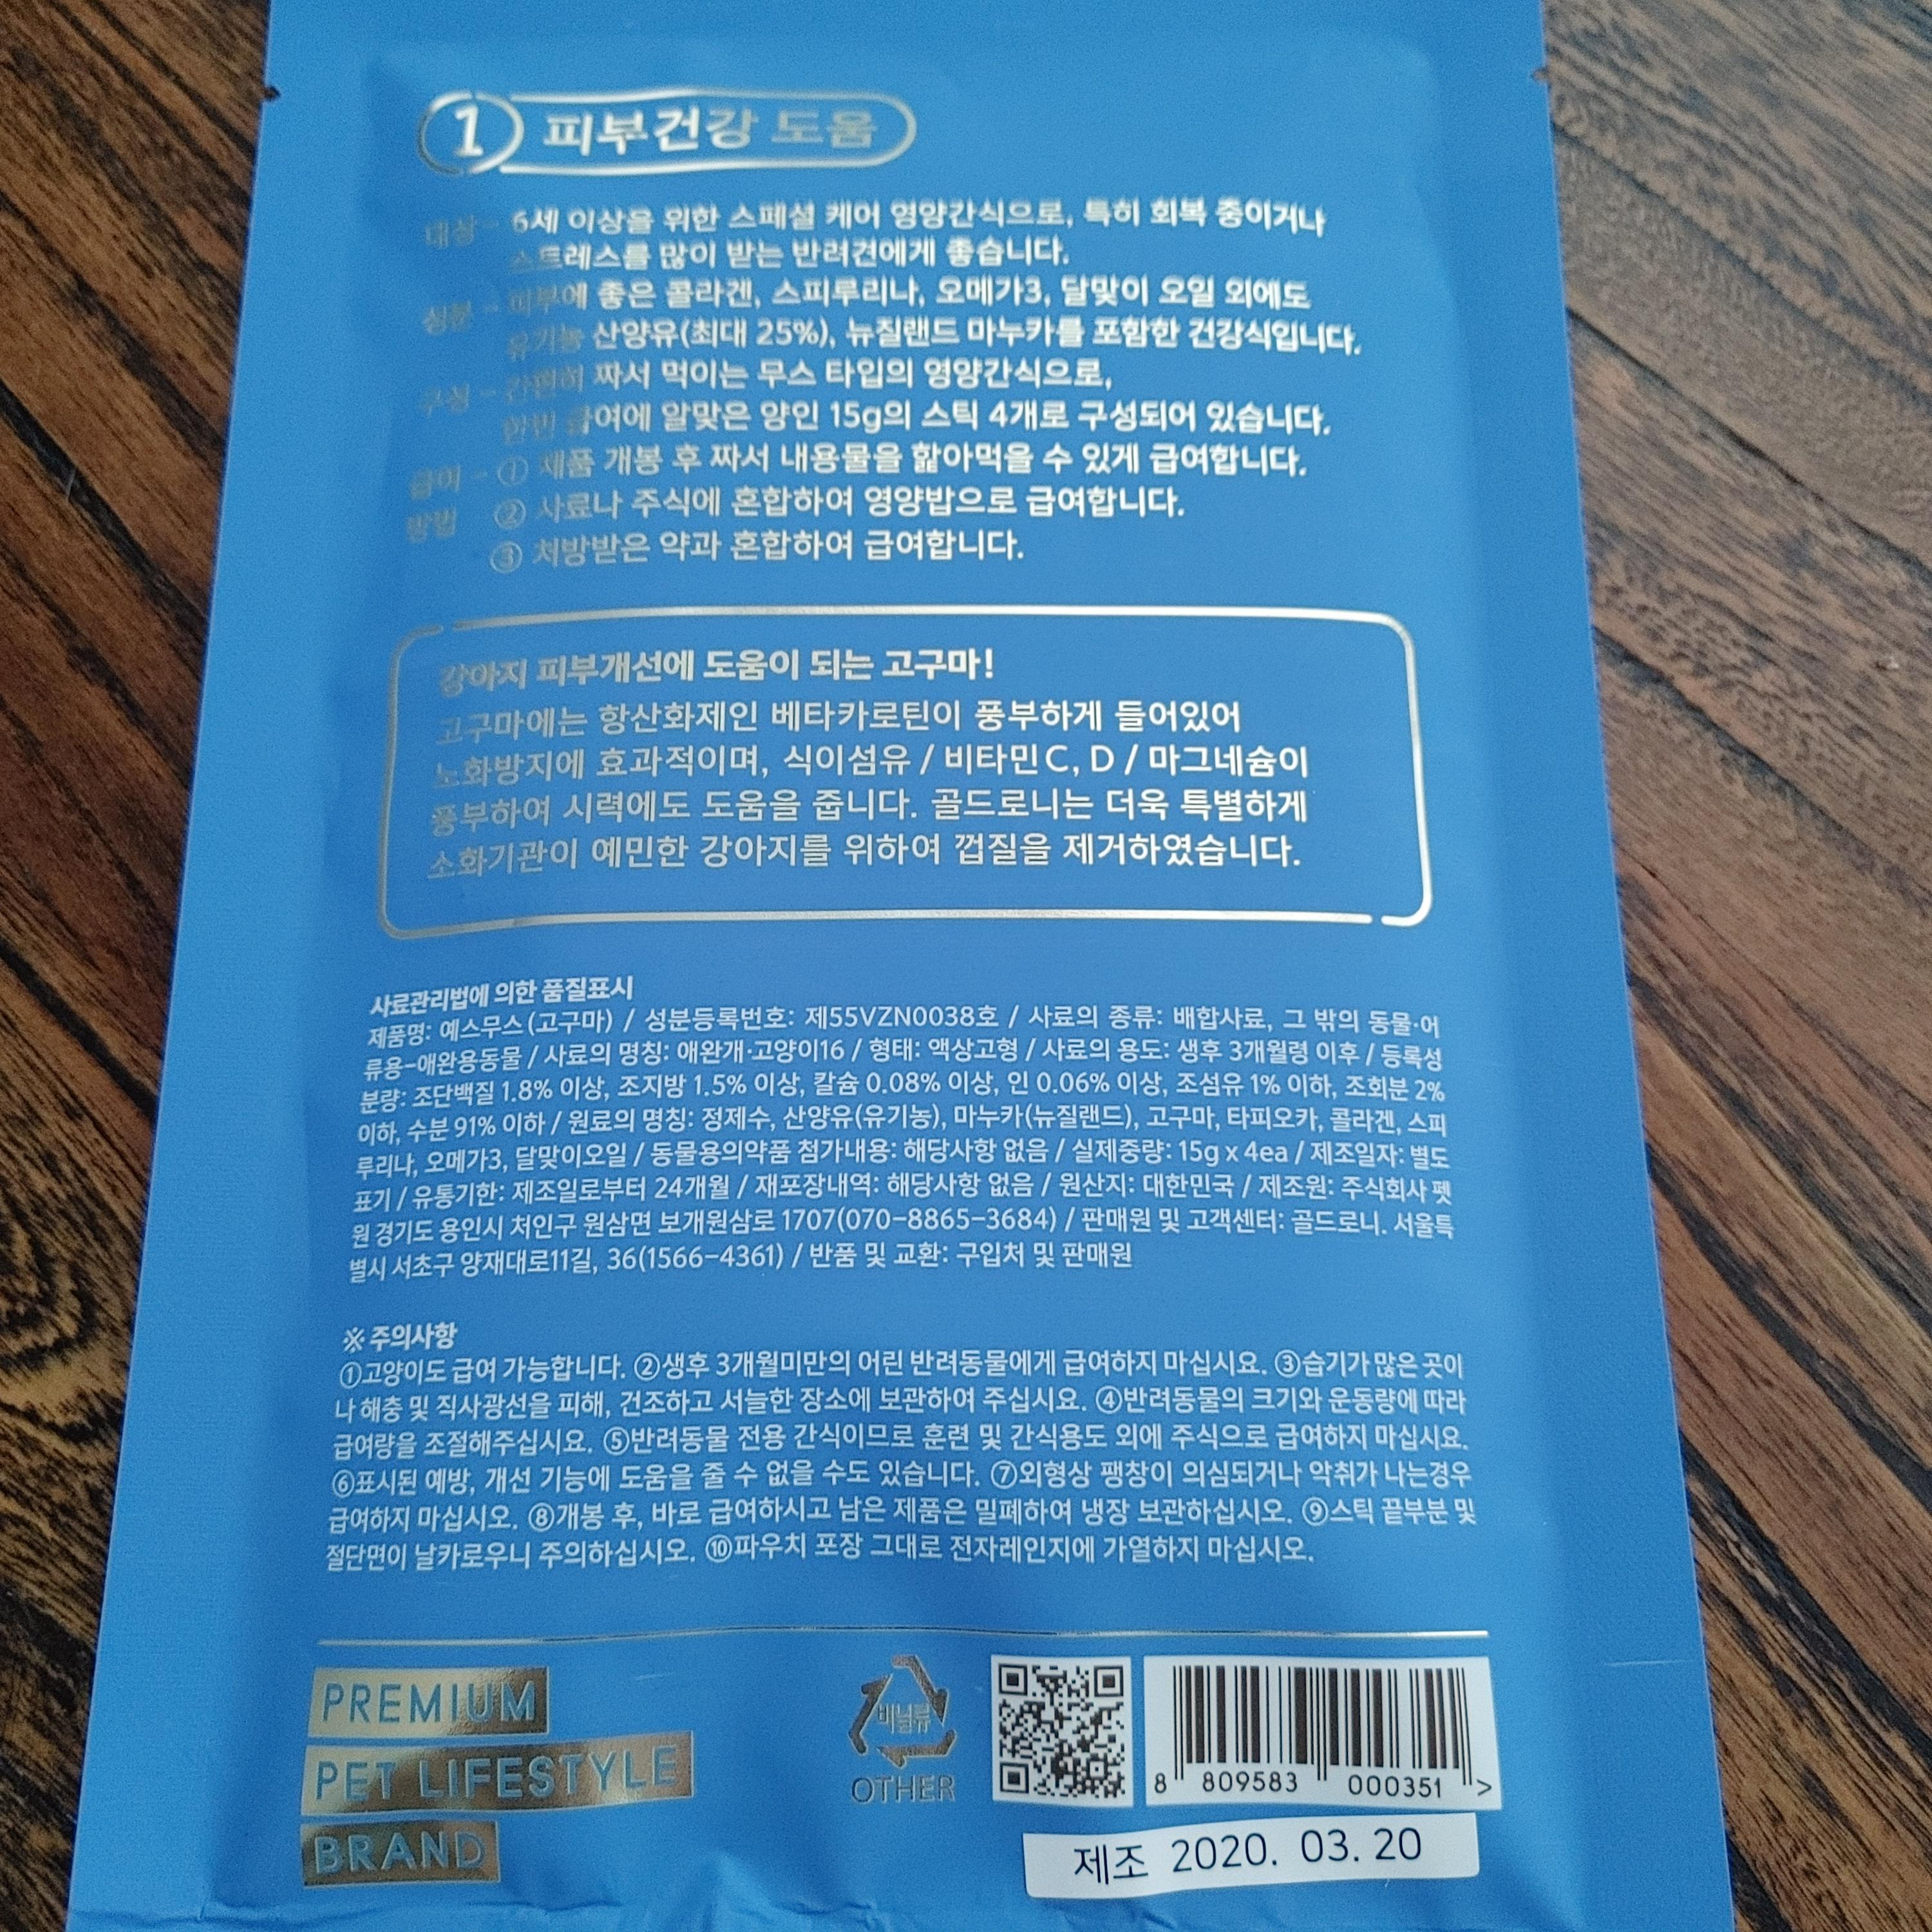 1 피부건강 도움
대상 - 6세 이상을 위한 스페셜 케어 영양간식으로, 특히 회복 중이거나
스트레스를 많이 받는 반려견에게 좋습니다.
성분 - 피부에 좋은 콜라겐, 스피루리나, 오메가3, 달맞이 오일 외에도
유기농 산양유(최대 25%), 뉴질랜드 마누카를 포함한 건강식입니다.
구성 - 간편히 짜서 먹이는 무스 타입의 영양간식으로,
한번 급여에 알맞은 양인 15g의 스틱 4개로 구성되어 있습니다.
급여 - ① 제품 개봉 후 짜서 내용물을 핥아먹을 수 있게 급여합니다.
방법 ② 사료나 주식에 혼합하여 영양밥으로 급여합니다.
③ 처방받은 약과 혼합하여 급여합니다.
강아지 피부개선에 도움이 되는 고구마!
고구마에는 항산화제인 베타카로틴이 풍부하게 들어있어
노화방지에 효과적이며, 식이섬유 / 비타민C, D / 마그네슘이
풍부하여 시력에도 도움을 줍니다. 골드로니는 더욱 특별하게
소화기관이 예민한 강아지를 위하여 껍질을 제거하였습니다.
사료관리법에 의한 품질표시
제품명: 예스무스(고구마) / 성분등록번호: 제55VZN0038호 / 사료의 종류: 배합사료, 그 밖의 동물·어
류용-애완용동물 / 사료의 명칭: 애완개·고양이16 / 형태: 액상고형 / 사료의 용도: 생후 3개월령 이후 / 등록성
분량: 조단백질 1.8% 이상, 조지방 1.5% 이상, 칼슘 0.08% 이상, 인 0.06% 이상, 조섬유 1% 이하, 조회분 2%
이하, 수분 91% 이하 / 원료의 명칭: 정제수, 산양유(유기농), 마누카(뉴질랜드), 고구마, 타피오카, 콜라겐, 스피
루리나, 오메가3, 달맞이오일 / 동물용의약품 첨가내용: 해당사항 없음 / 실제중량: 15g x 4ea / 제조일자: 별도
표기 / 유통기한: 제조일로부터 24개월 / 재포장내역: 해당사항 없음 / 원산지: 대한민국 / 제조원: 주식회사 펫
원 경기도 용인시 처인구 원삼면 보개원삼로 1707(070-8865-3684) / 판매원 및 고객센터: 골드로니. 서울특
별시 서초구 양재대로11길, 36(1566-4361) / 반품 및 교환: 구입처 및 판매원
※ 주의사항
①고양이도 급여 가능합니다. ②생후 3개월미만의 어린 반려동물에게 급여하지 마십시요. ③습기가 많은 곳이
나 해충 및 직사광선을 피해, 건조하고 서늘한 장소에 보관하여 주십시요. ④반려동물의 크기와 운동량에 따라
급여량을 조절해주십시요. ⑤반려동물 전용 간식이므로 훈련 및 간식용도 외에 주식으로 급여하지 마십시요.
⑥표시된 예방, 개선 기능에 도움을 줄 수 없을 수도 있습니다. ⑦외형상 팽창이 의심되거나 악취가 나는경우
급여하지 마십시오. ⑧개봉 후, 바로 급여하시고 남은 제품은 밀폐하여 냉장 보관하십시오. ⑨스틱 끝부분 및
절단면이 날카로우니 주의하십시오. ⑩파우치 포장 그대로 전자레인지에 가열하지 마십시오.
PREMIUM
PET LIFESTYLE
BRAND
비닐류
OTHER
8 809583 000351 >
제조 2020. 03. 20